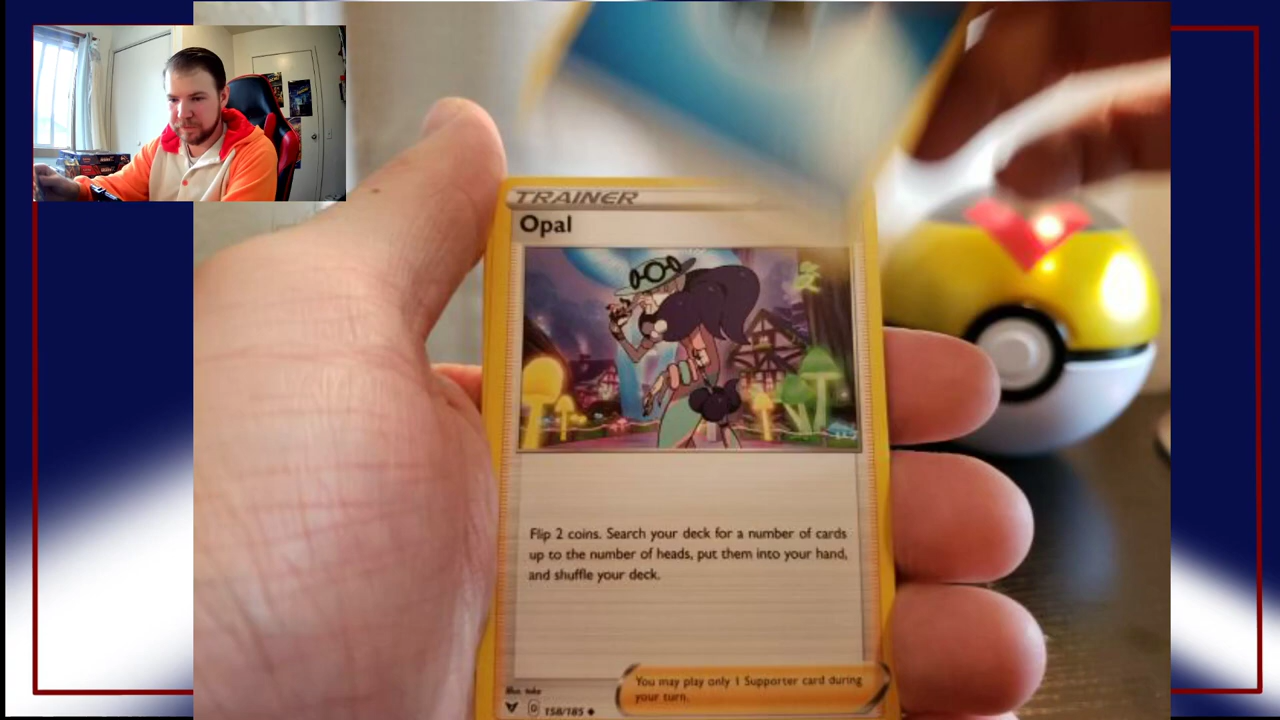 TRAINER
Opal
Flip 2 coins. Search your deck for a number of cards
up to the number of heads, put them into your hand,
and shuffle your deck.
You may play only 1 Supporter card during
your turn.
Illus. take
D 158/185